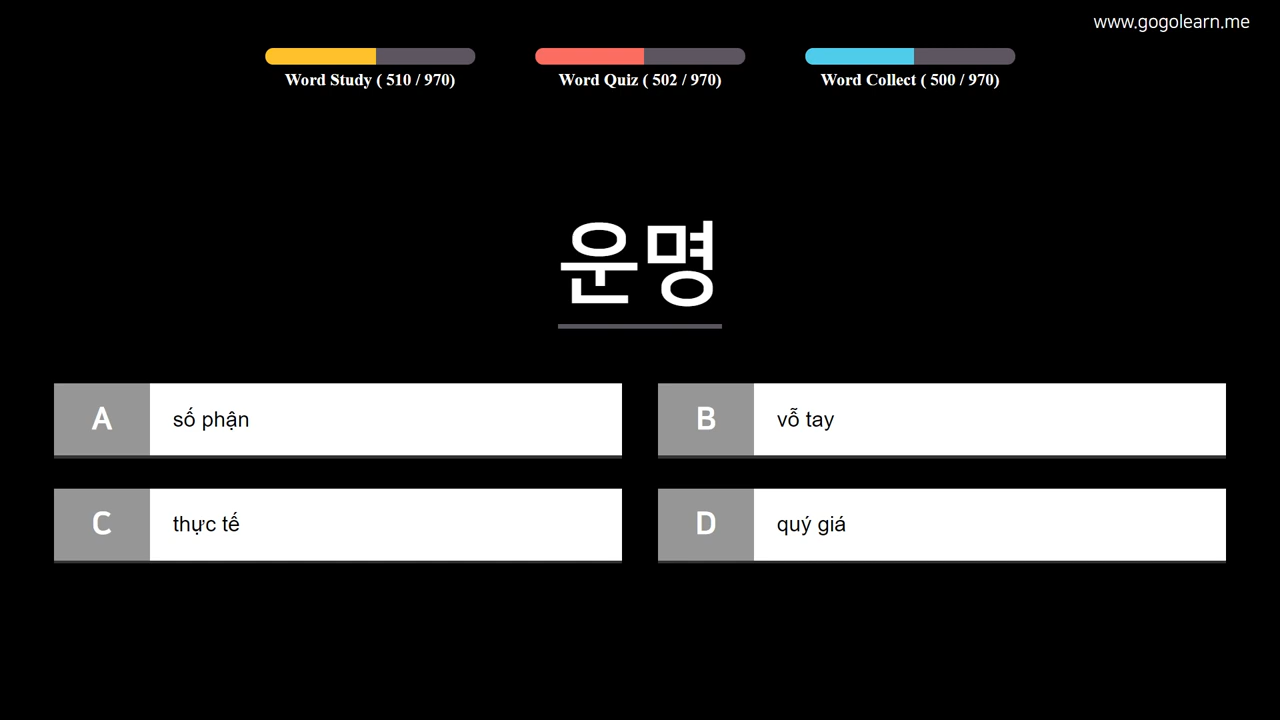 www.gogolearn.me
Word Study ( 510 / 970)
Word Quiz ( 502 / 970)
Word Collect ( 500 / 970)
운명
A số phận
B vỗ tay
C thực tế
D quý giá